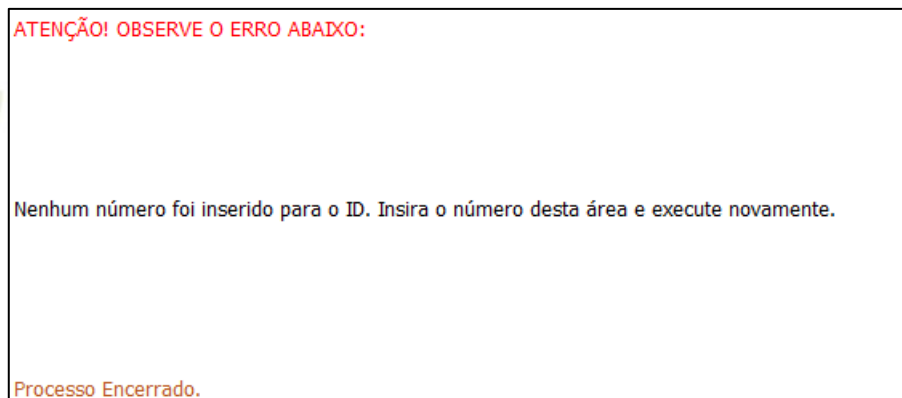 ATENÇÃO! OBSERVE O ERRO ABAIXO:
Nenhum número foi inserido para o ID. Insira o número desta área e execute novamente.
Processo Encerrado.